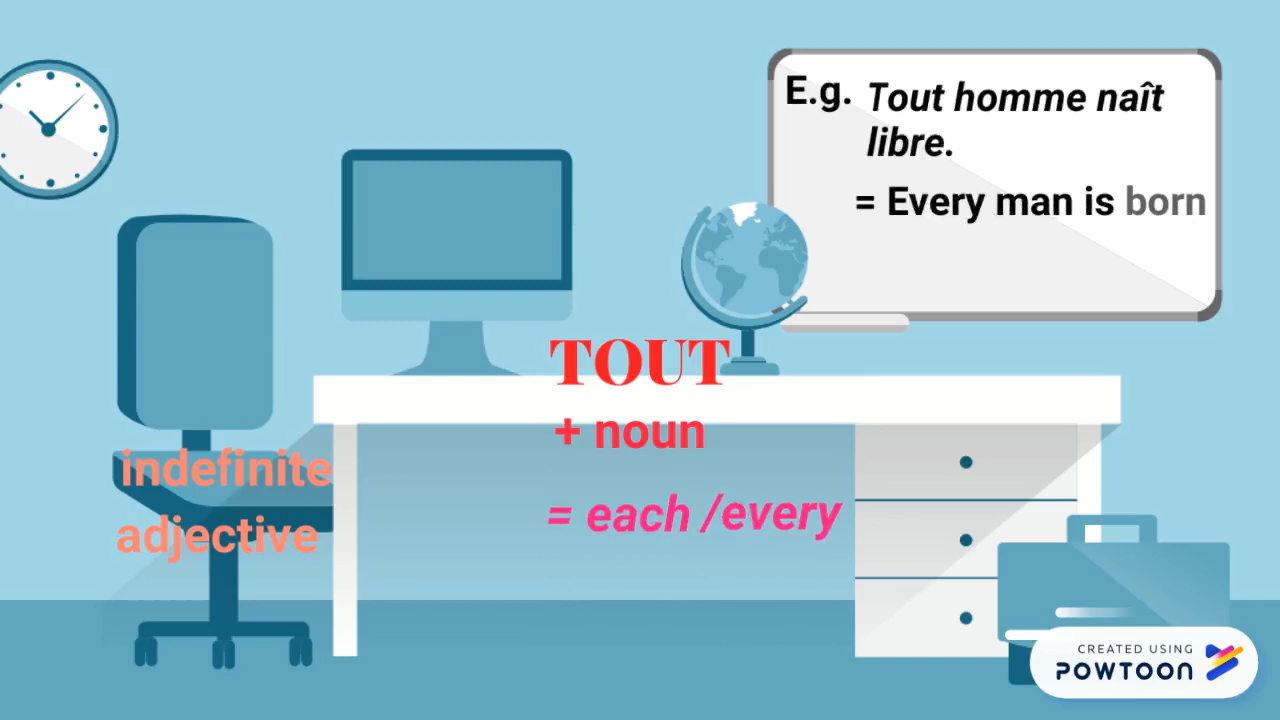 E.g. Tout homme naît
libre.
= Every man is born
TOUT
+ noun
indefinite
adjective
= each /every
CREATED USING
POWTOON